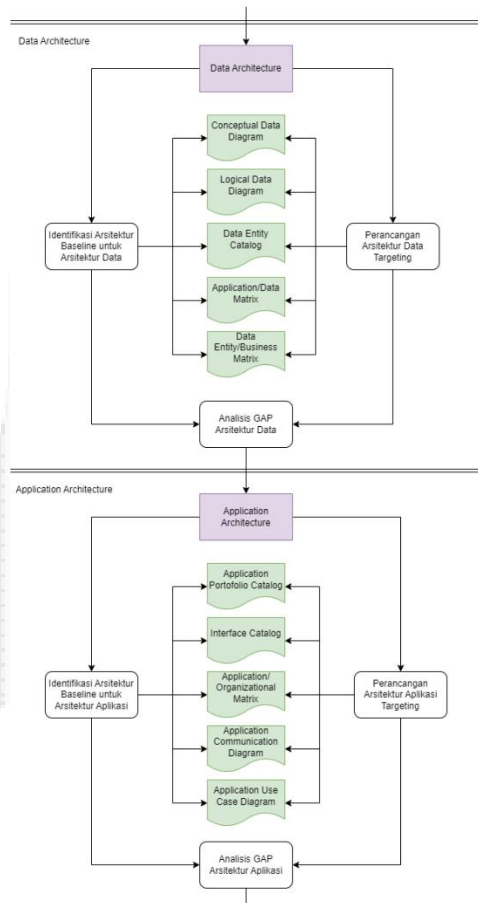 Data Architecture
Data Architecture
Conceptual Data
Diagram
Logical Data
Diagram
Identifikasi Arsitektur
Baseline untuk
Arsitektur Data
Data Entity
Catalog
Perancangan
Arsitektur Data
Targeting
Application/Data
Matrix
Data
Entity/Business
Matrix
Analisis GAP
Arsitektur Data
Application Architecture
Application
Architecture
Application
Portofolio Catalog
Interface Catalog
Identifikasi Arsitektur
Baseline untuk
Arsitektur Aplikasi
Application/
Organizational
Matrix
Perancangan
Arsitektur Aplikasi
Targeting
Application
Communication
Diagram
Application Use
Case Diagram
Analisis GAP
Arsitektur Aplikasi